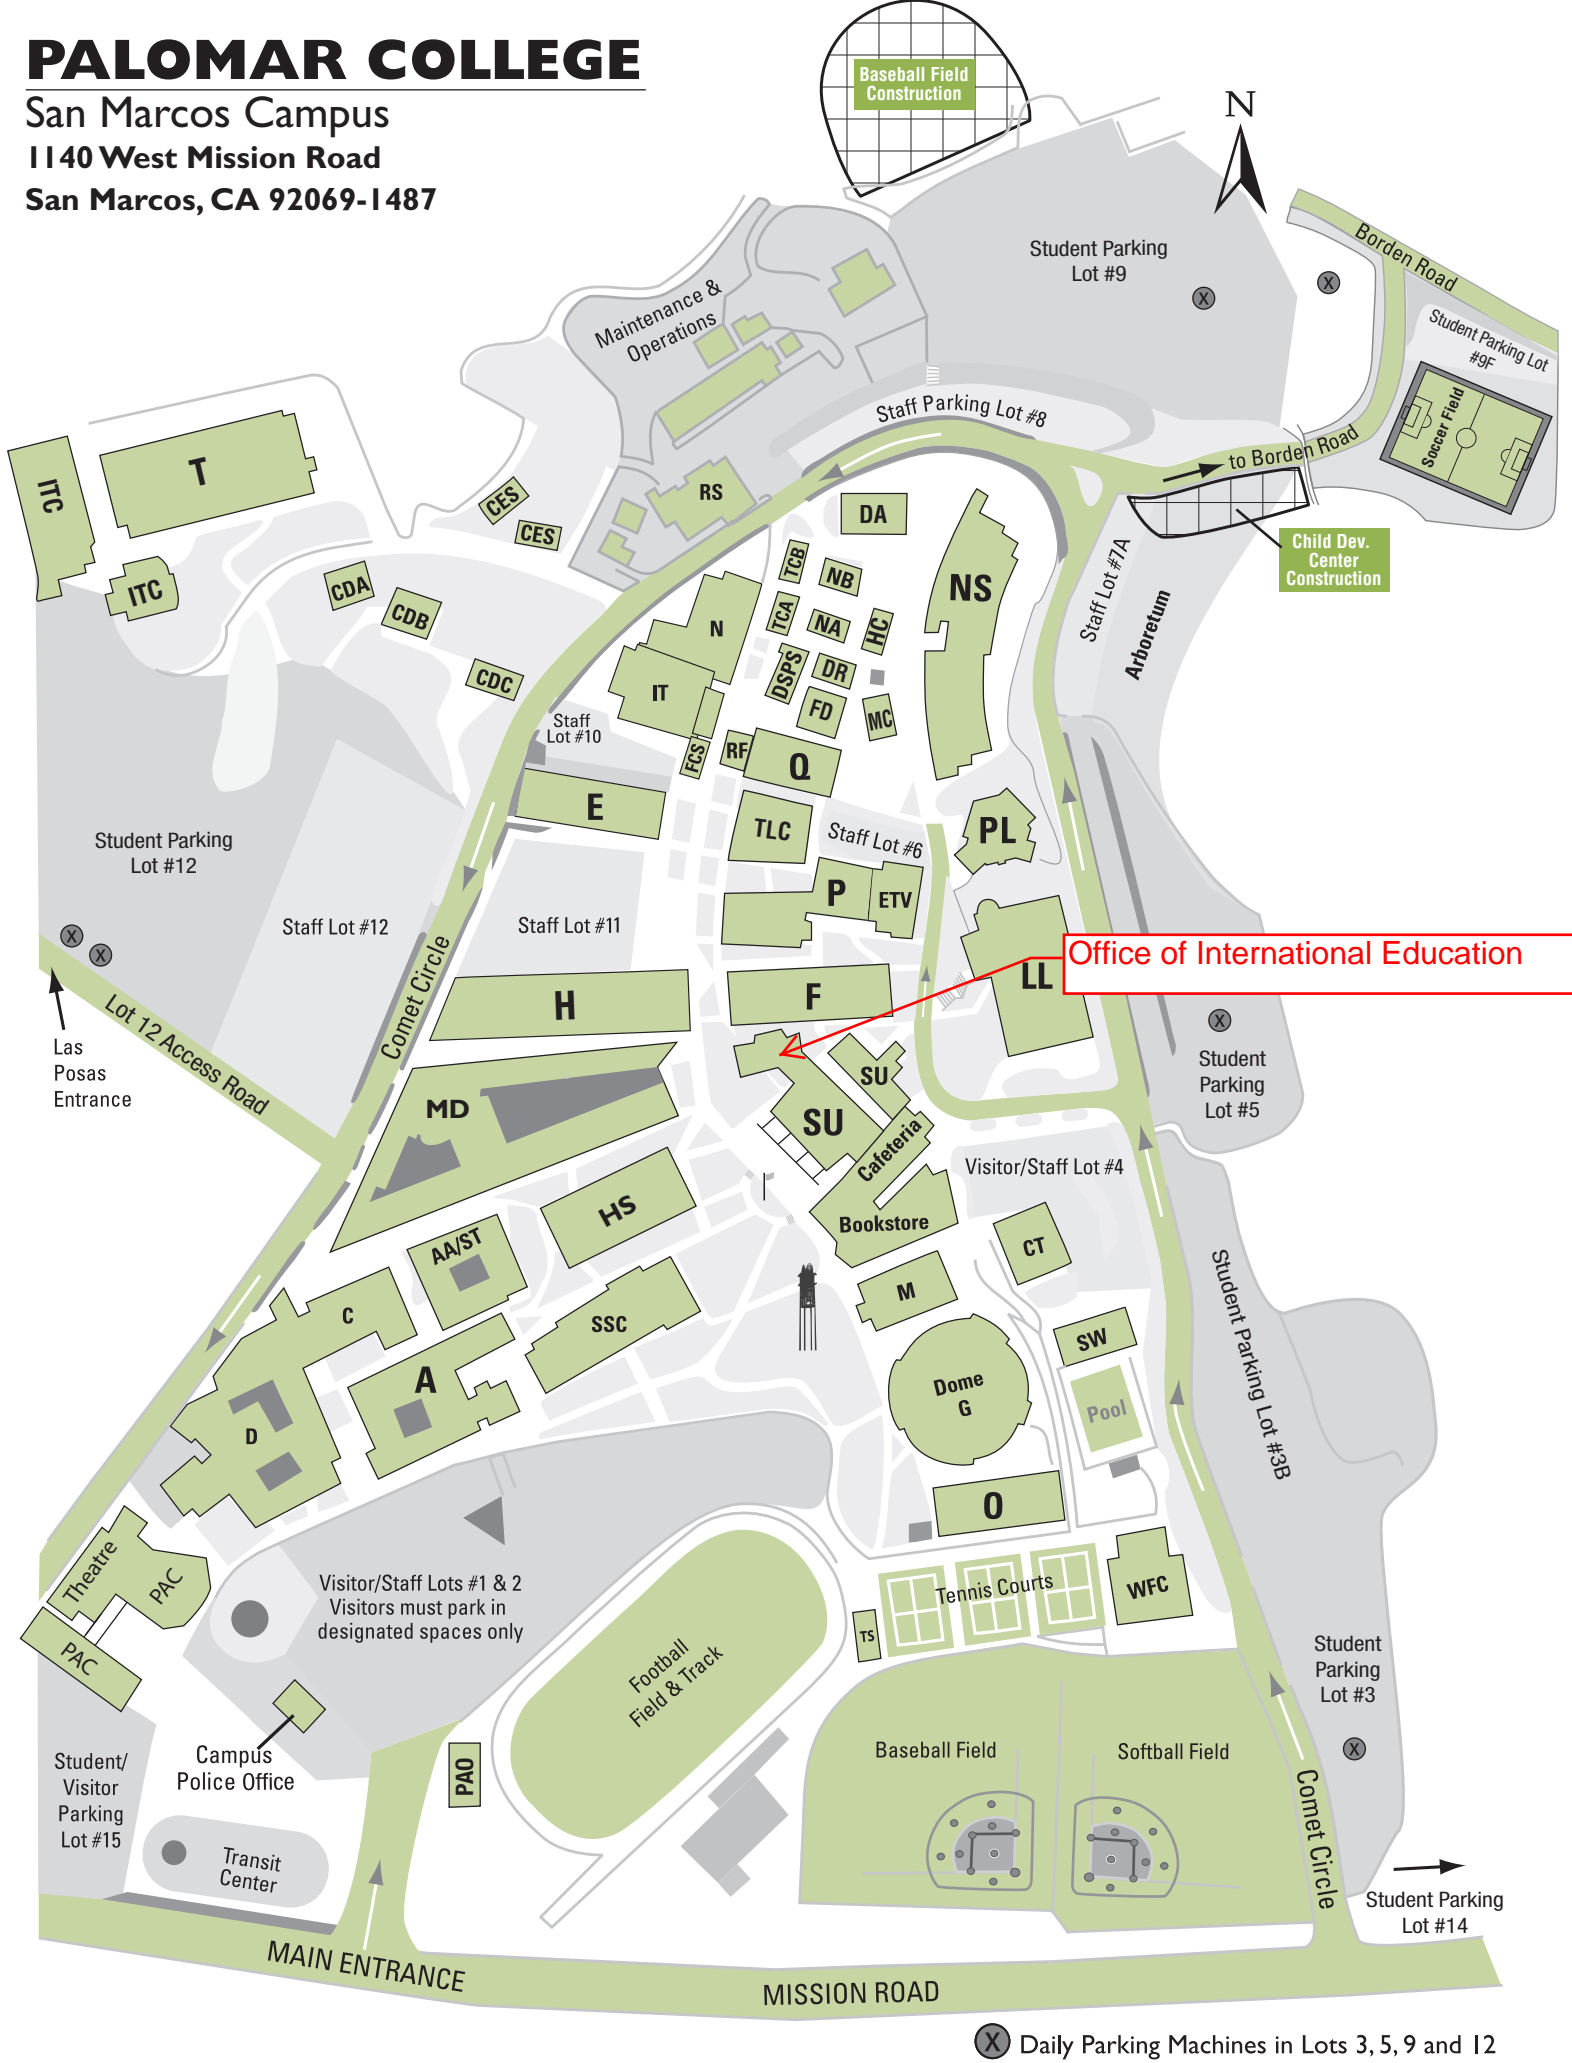 PALOMAR COLLEGE
San Marcos Campus
1140 West Mission Road
San Marcos, CA 92069-1487
Baseball Field
Construction
N
Student Parking
Lot #9
X
X
Borden Road
Student Parking Lot
#9F
Soccer Field
Maintenance &
Operations
Staff Parking Lot #8
to Borden Road
Child Dev.
Center
Construction
Staff Lot #7A
Arboretum
ITC
T
ITC
CES
CES
RS
DA
NS
CDA
CDB
CDC
TCB
NB
TCA
NA
HC
N
IT
DSPS
DR
FD
MC
Staff
Lot #10
FCS
RF
Q
E
TLC
Staff Lot #6
PL
Student Parking
Lot #12
P
ETV
Staff Lot #12
Staff Lot #11
X
X
Comet Circle
Office of International Education
LL
H
F
Lot 12 Access Road
Las
Posas
Entrance
X
Student
Parking
Lot #5
MD
SU
SU
Cafeteria
Visitor/Staff Lot #4
Bookstore
HS
AA/ST
CT
M
C
SSC
SW
Student Parking Lot #3B
A
Dome
G
Pool
D
O
Theatre
PAC
PAC
Visitor/Staff Lots #1 & 2
Visitors must park in
designated spaces only
Tennis Courts
WFC
TS
Football
Field & Track
Student
Parking
Lot #3
X
Campus
Police Office
PAO
Baseball Field
Softball Field
Student/
Visitor
Parking
Lot #15
Transit
Center
Comet Circle
Student Parking
Lot #14
MAIN ENTRANCE
MISSION ROAD
X Daily Parking Machines in Lots 3, 5, 9 and 12